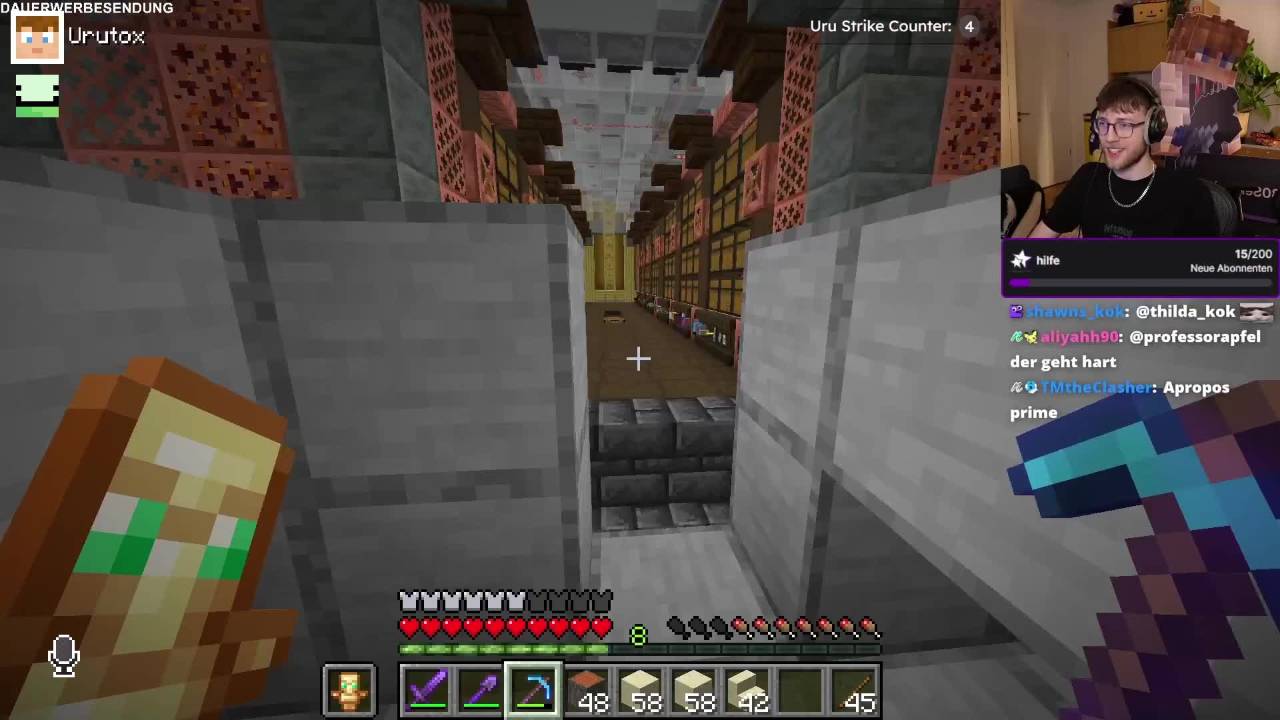 DAUERWERBESENDUNG
Urutox
Uru Strike Counter: 4
hilfe
15/200
Neue Abonnenten
shawns_kok: @thilda_kok
aliyahh90: @professorapfel
der geht hart
TMtheClasher: Apropos
prime
8
48
58
58
42
45